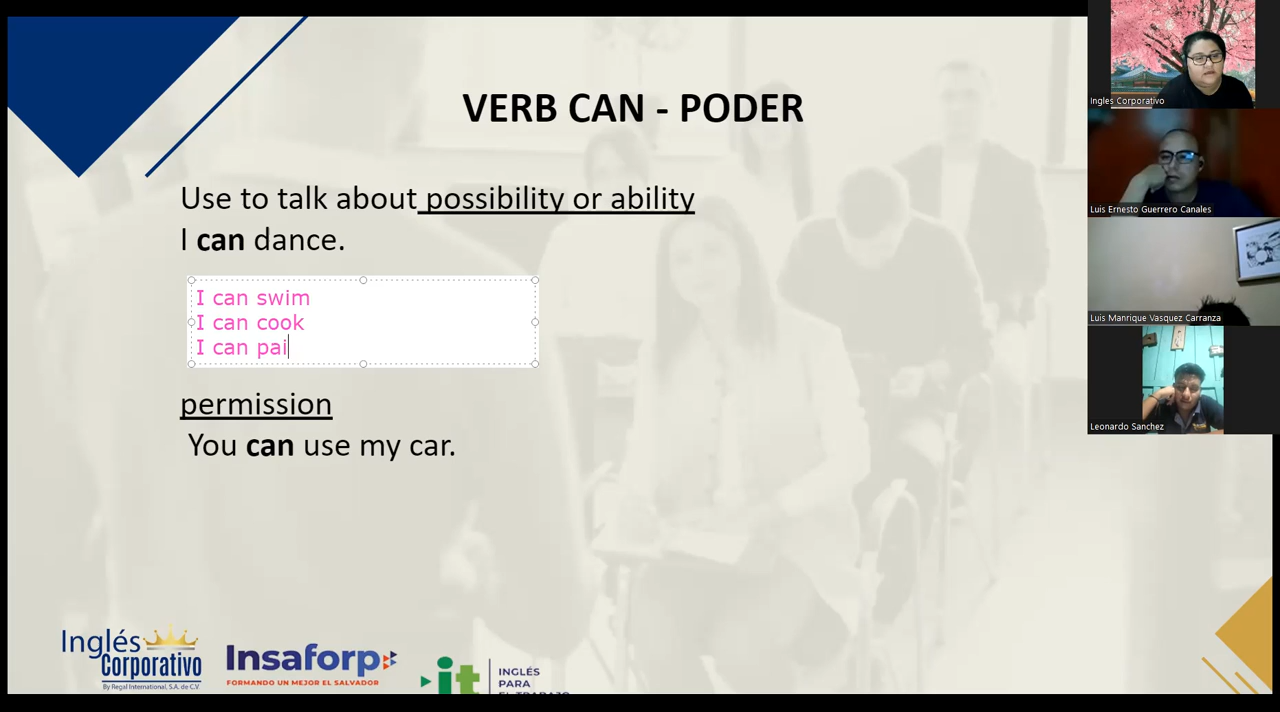 VERB CAN - PODER
Use to talk about possibility or ability
I can dance.
I can swim
I can cook
I can pai
permission
You can use my car.
Ingles Corporativo
Luis Ernesto Guerrero Canales
Luis Manrique Vasquez Carranza
Leonardo Sanchez
Inglés
Corporativo
By Regal International, S.A. de C.V.
Insaforp
FORMANDO UN MEJOR EL SALVADOR
it
INGLÉS
PARA
EL TRABAJO